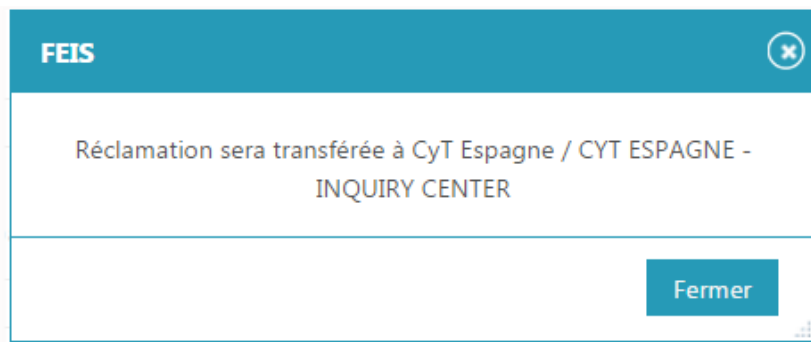 FEIS
Réclamation sera transférée à CyT Espagne / CYT ESPAGNE -
INQUIRY CENTER
Fermer